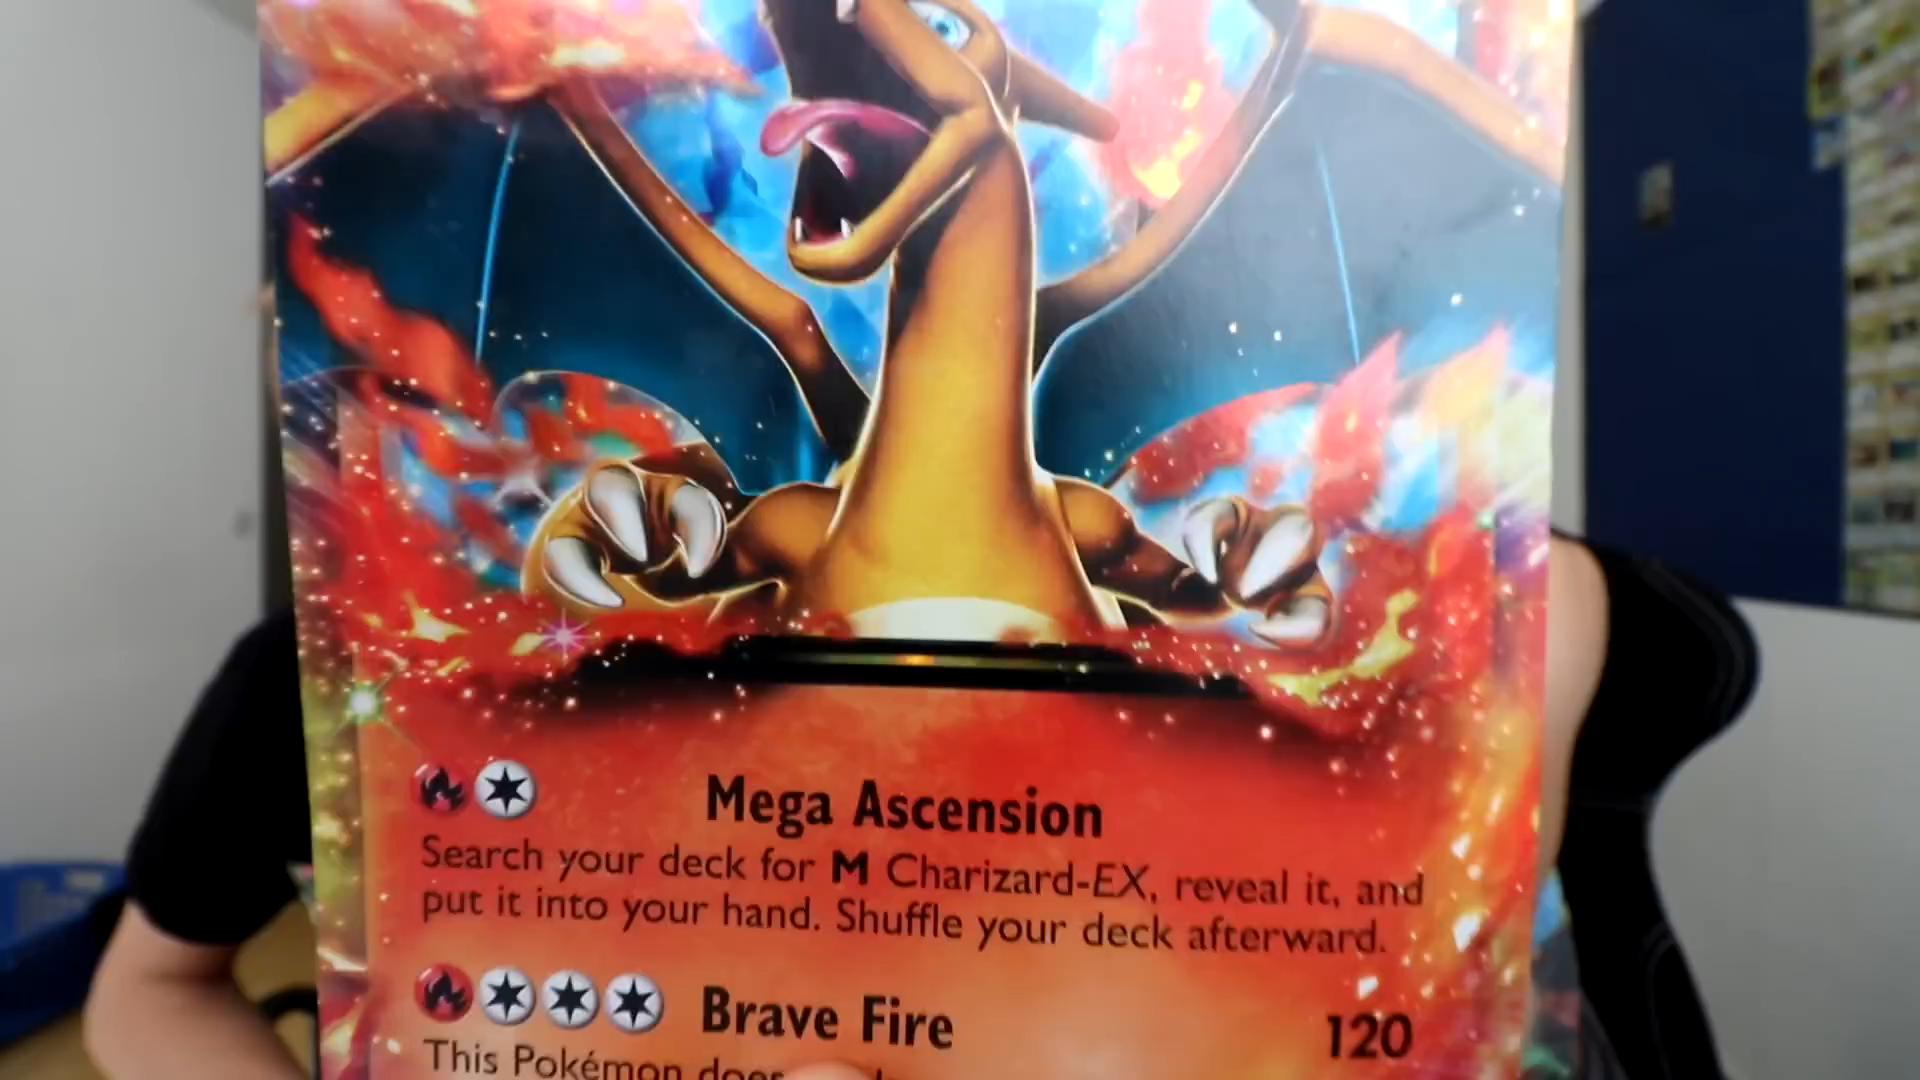 Mega Ascension
Search your deck for M Charizard-EX, reveal it, and
put it into your hand. Shuffle your deck afterward.
Brave Fire 120
This Pokémon does